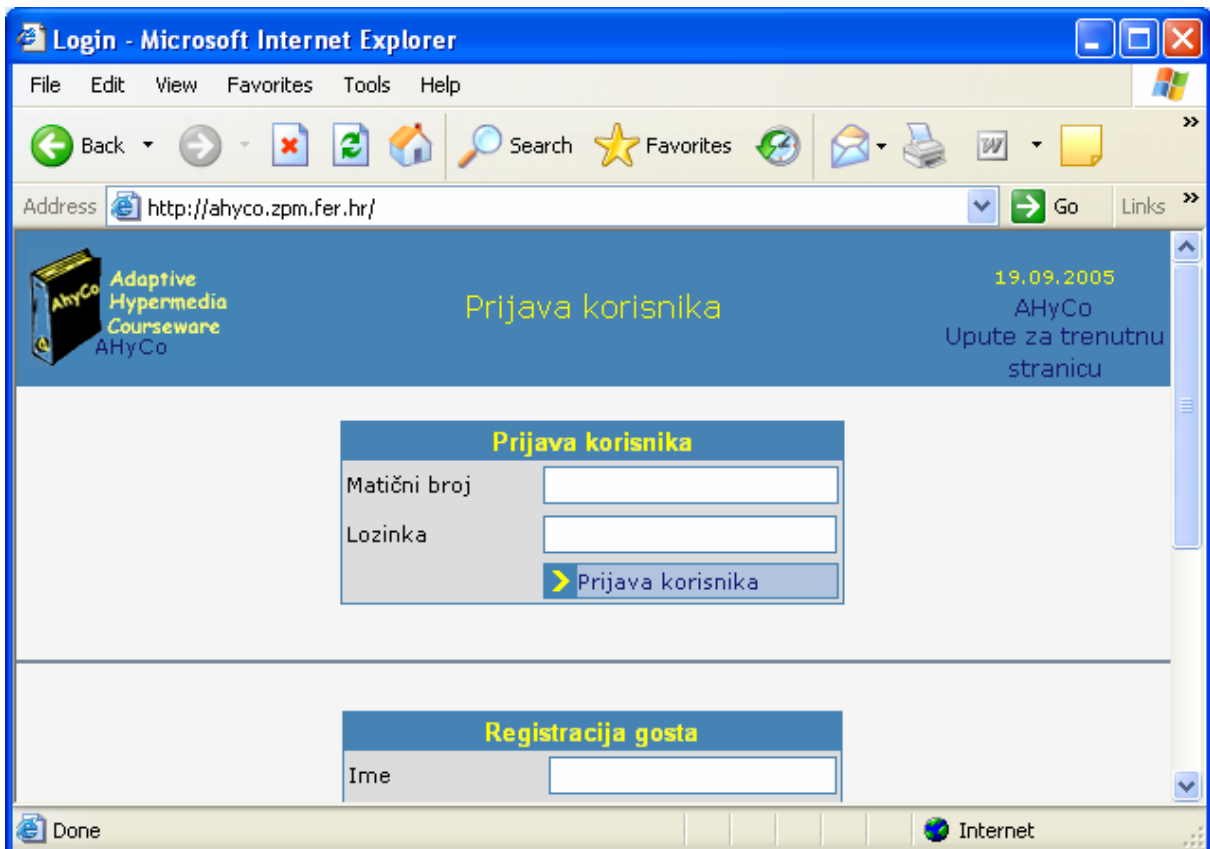 Login - Microsoft Internet Explorer
File Edit View Favorites Tools Help
Back Search Favorites
Address http://ahyco.zpm.fer.hr/ Go Links
AhyCo
Adaptive
Hypermedia
Courseware
AHyCo
Prijava korisnika
19.09.2005
AHyCo
Upute za trenutnu
stranicu
Prijava korisnika
Matični broj
Lozinka
Prijava korisnika
Registracija gosta
Ime
Done Internet